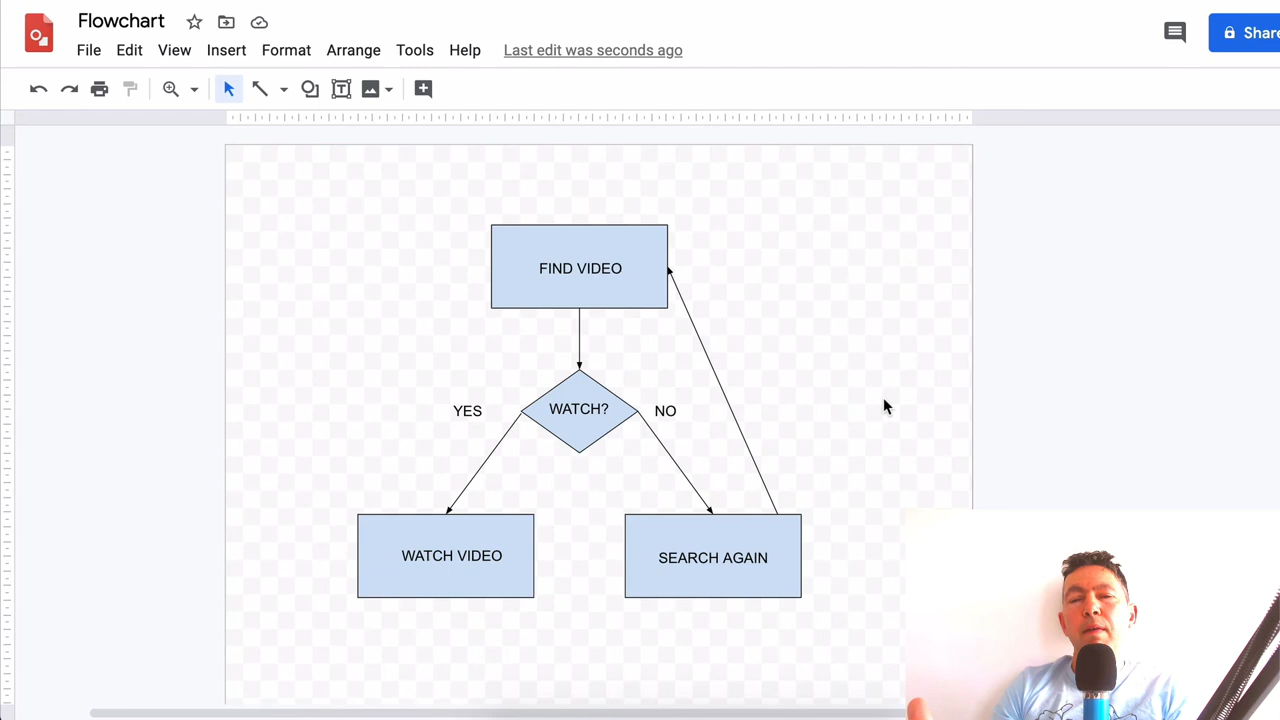 Flowchart
File Edit View Insert Format Arrange Tools Help Last edit was seconds ago
Share
FIND VIDEO
WATCH?
YES
NO
WATCH VIDEO
SEARCH AGAIN